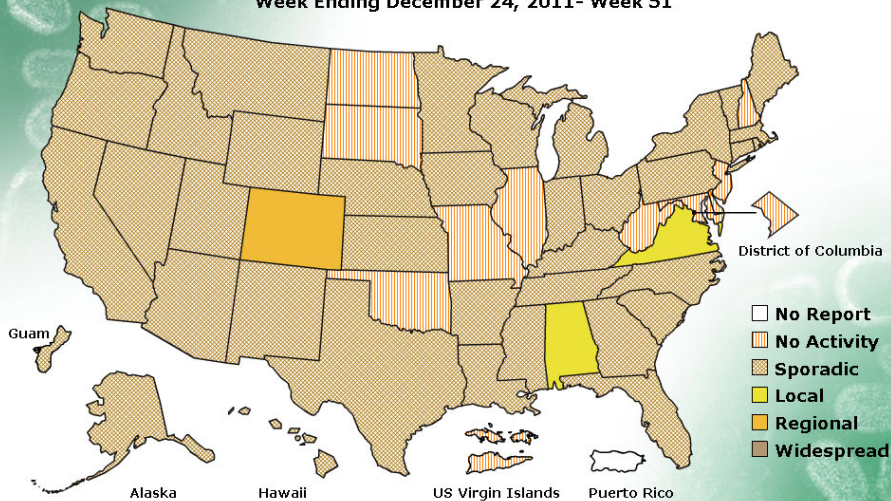 Week Ending December 24, 2011- Week 51
District of Columbia
No Report
Guam
No Activity
Sporadic
Local
Regional
Widespread
Alaska
Hawaii
US Virgin Islands
Puerto Rico